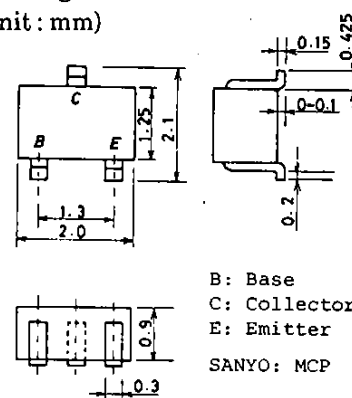 nit : mm)
0.15
0.425
C
0-0.1
1.25
2.1
B
E
1.3
2.0
0.2
B: Base
C: Collector
E: Emitter
SANYO: MCP
0.9
0.3